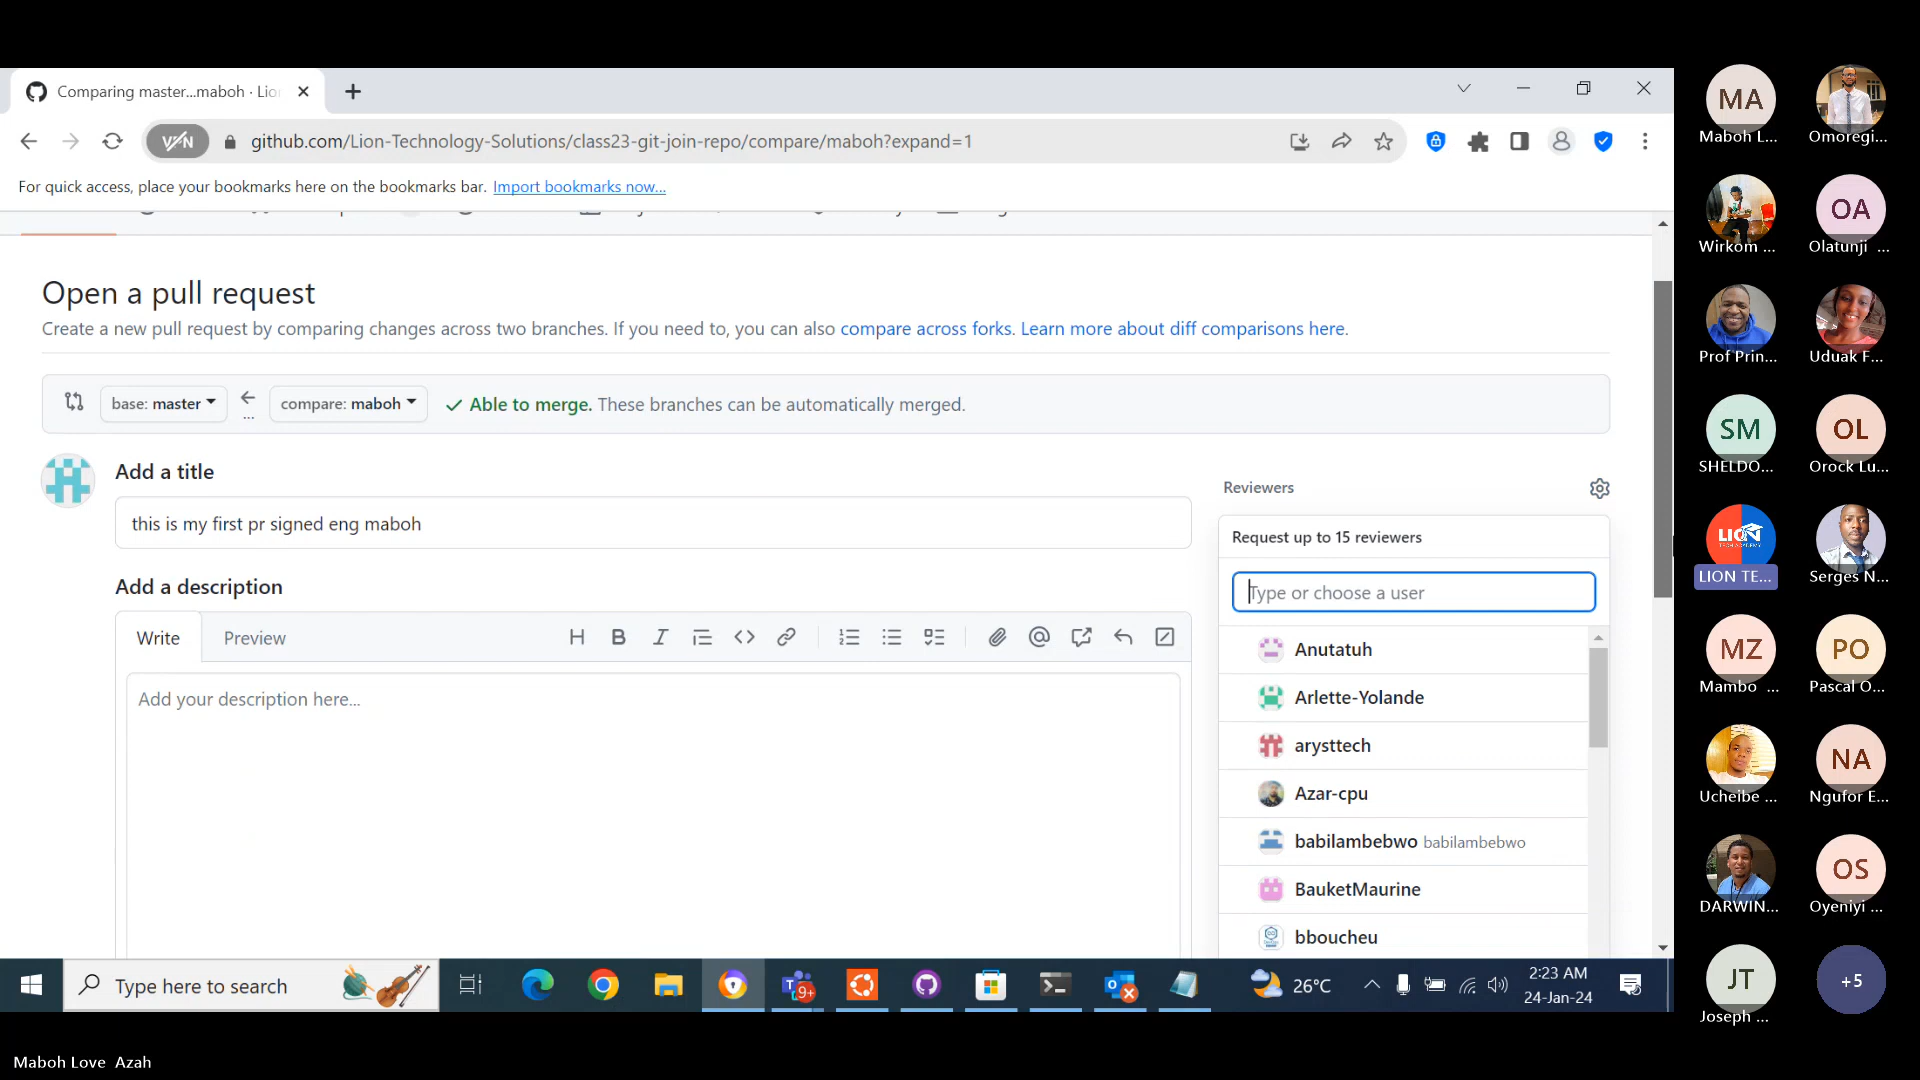 Comparing master...maboh · Lio
VPN
github.com/Lion-Technology-Solutions/class23-git-join-repo/compare/maboh?expand=1
For quick access, place your bookmarks here on the bookmarks bar. Import bookmarks now...
Open a pull request
Create a new pull request by comparing changes across two branches. If you need to, you can also compare across forks. Learn more about diff comparisons here.
base: master
...
compare: maboh
Able to merge. These branches can be automatically merged.
Add a title
this is my first pr signed eng maboh
Add a description
Write
Preview
Add your description here...
Reviewers
Request up to 15 reviewers
Type or choose a user
Anutatuh
Arlette-Yolande
arysttech
Azar-cpu
babilambebwo babilambebwo
BauketMaurine
bboucheu
Type here to search
9+
26°C
2:23 AM
24-Jan-24
MA
Maboh L...
Omoregi...
Wirkom ...
OA
Olatunji ...
Prof Prin...
Uduak F...
SM
SHELDO...
OL
Orock Lu...
LION
LION TE...
Serges N...
MZ
Mambo ...
PO
Pascal O...
Ucheibe ...
NA
Ngufor E...
DARWIN...
OS
Oyeniyi ...
JT
Joseph ...
+5
Maboh Love Azah